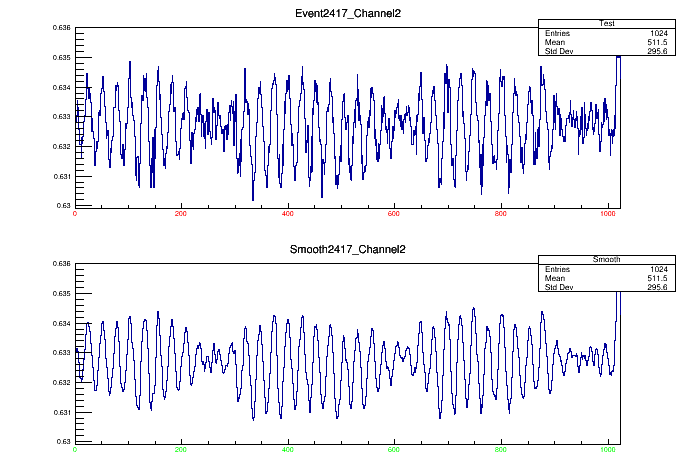 Event2417_Channel2
Test
Entries 1024
Mean 511.5
Std Dev 295.6
0.636
0.635
0.634
0.633
0.632
0.631
0.63
0 200 400 600 800 1000
Smooth2417_Channel2
Smooth
Entries 1024
Mean 511.5
Std Dev 295.6
0.636
0.635
0.634
0.633
0.632
0.631
0.63
0 200 400 600 800 1000